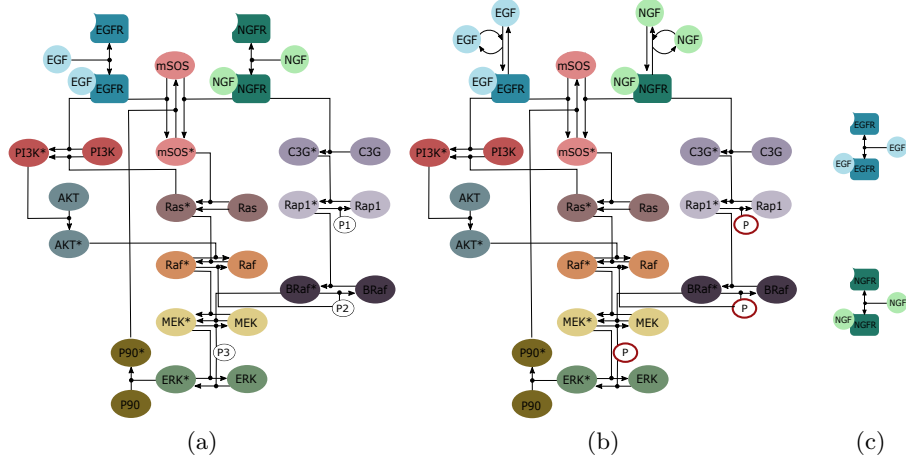 EGFR
NGFR
EGF
mSOS
NGF
EGF
EGFR
NGF
NGFR
PI3K*
PI3K
mSOS*
C3G*
C3G
AKT
Ras*
Ras
Rap1*
Rap1
P1
AKT*
Raf*
Raf
BRaf*
BRaf
P2
MEK*
MEK
P90*
P3
ERK*
ERK
P90
(a)
EGF
NGF
EGF
NGF
mSOS
EGF
EGFR
NGF
NGFR
PI3K*
PI3K
mSOS*
C3G*
C3G
AKT
Ras*
Ras
Rap1*
Rap1
P
AKT*
Raf*
Raf
BRaf*
BRaf
P
MEK*
MEK
P90*
P
ERK*
ERK
P90
(b)
EGFR
EGF
EGF
EGFR
NGFR
NGF
NGF
NGFR
(c)